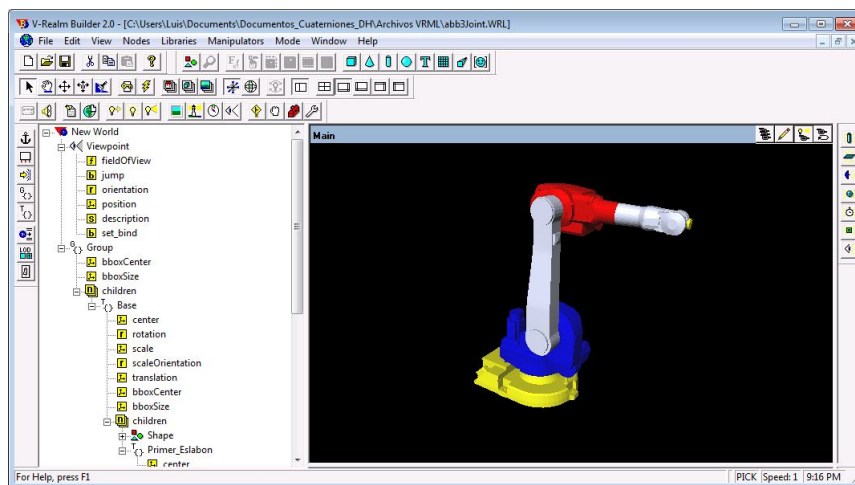 V-Realm Builder 2.0 - [C:\Users\Luis\Documents\Documentos_Cuaterniones_DH\Archivos VRML\abb3Joint.WRL]
File Edit View Nodes Libraries Manipulators Mode Window Help
Main
New World
Viewpoint
fieldOfView
jump
orientation
position
description
set_bind
Group
bboxCenter
bboxSize
children
Base
center
rotation
scale
scaleOrientation
translation
bboxCenter
bboxSize
children
Shape
Primer_Eslabon
center
LOD
For Help, press F1
PICK Speed: 1 9:16 PM